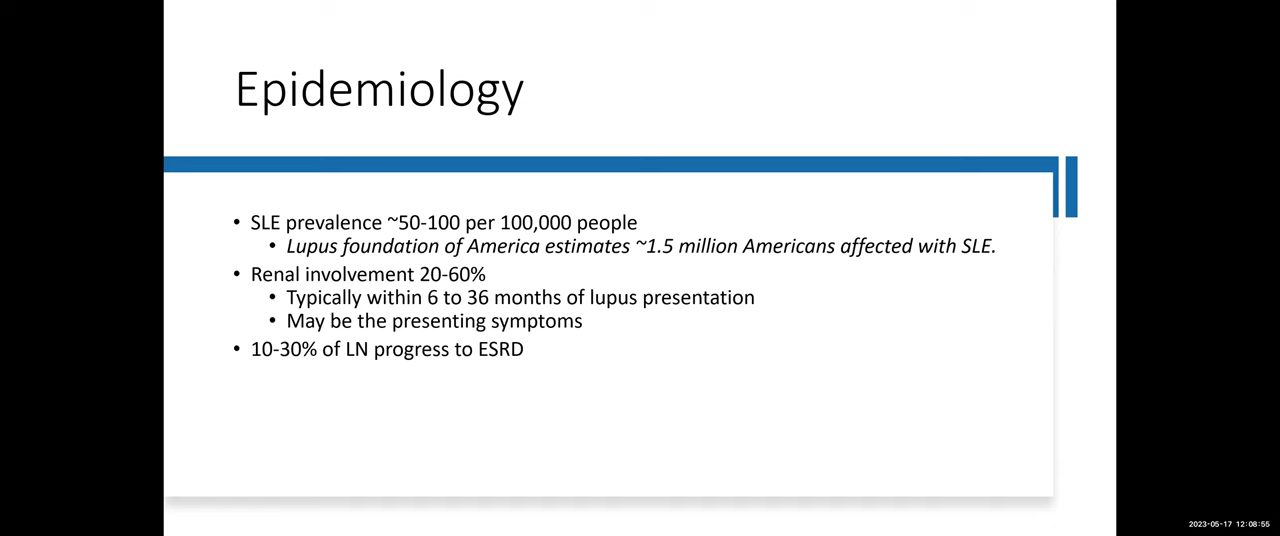 Epidemiology
• SLE prevalence ~50-100 per 100,000 people
• Lupus foundation of America estimates ~1.5 million Americans affected with SLE.
• Renal involvement 20-60%
• Typically within 6 to 36 months of lupus presentation
• May be the presenting symptoms
• 10-30% of LN progress to ESRD
2023-05-17 12:08:55